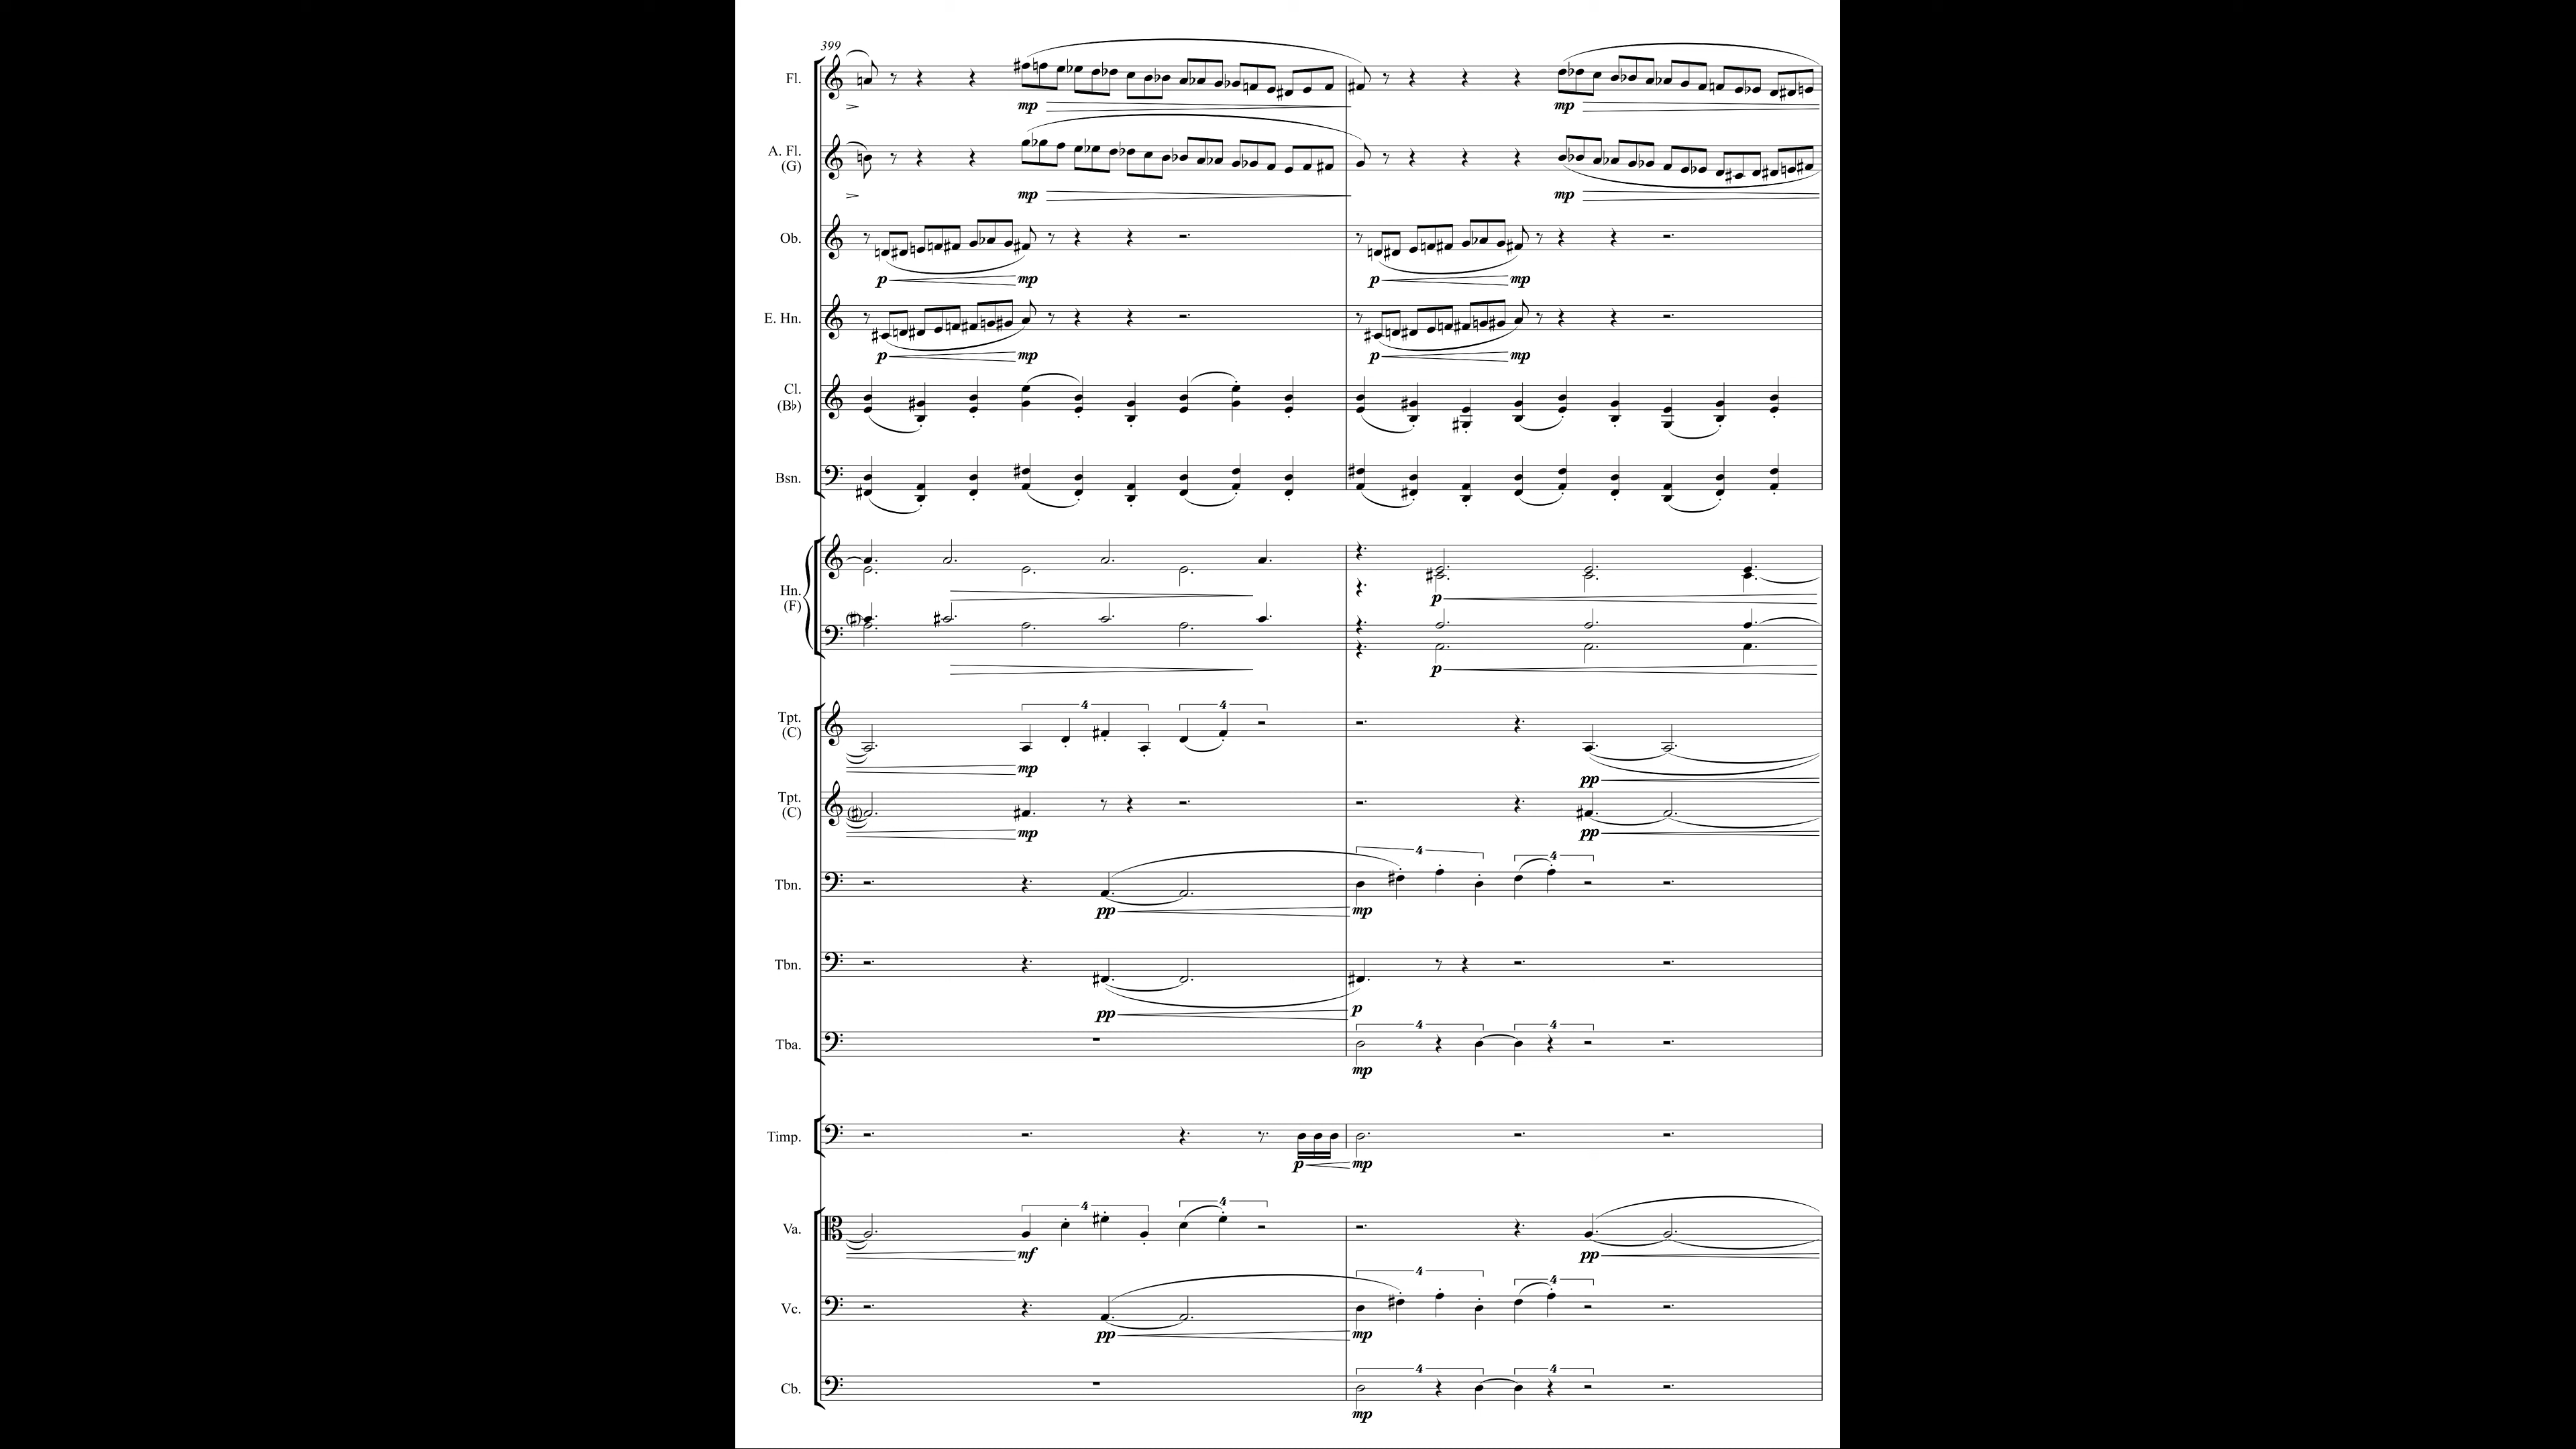 399
Fl.
mp
mp
A. Fl.
(G)
mp
mp
Ob.
p mp p mp
E. Hn.
p mp p mp
Cl.
(B♭)
Bsn.
Hn.
(F)
p
p
Tpt.
(C)
4 4
mp pp
Tpt.
(C)
mp pp
Tbn.
4 4
pp mp
Tbn.
pp p
Tba.
4 4
mp
Timp.
p mp
Va.
4 4
mf pp
Vc.
4 4
pp mp
Cb.
4 4
mp